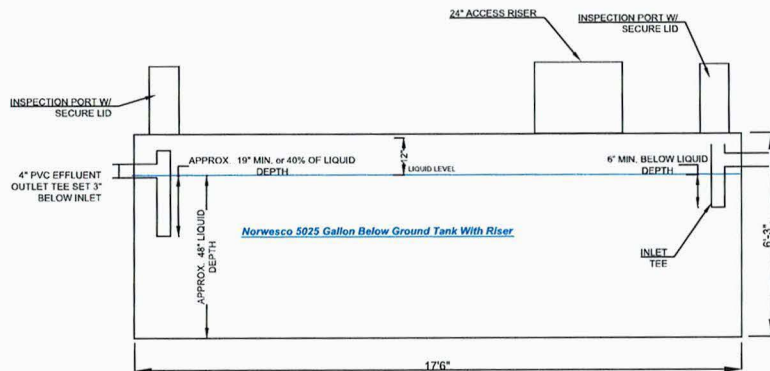 24" ACCESS RISER
INSPECTION PORT W/
SECURE LID
INSPECTION PORT W/
SECURE LID
4" PVC EFFLUENT
OUTLET TEE SET 3"
BELOW INLET
APPROX. 19" MIN. or 40% OF LIQUID
DEPTH
12"
LIQUID LEVEL
6" MIN. BELOW LIQUID
DEPTH
APPROX. 48" LIQUID
DEPTH
Norwesco 5025 Gallon Below Ground Tank With Riser
INLET
TEE
6'-3"
17'6"